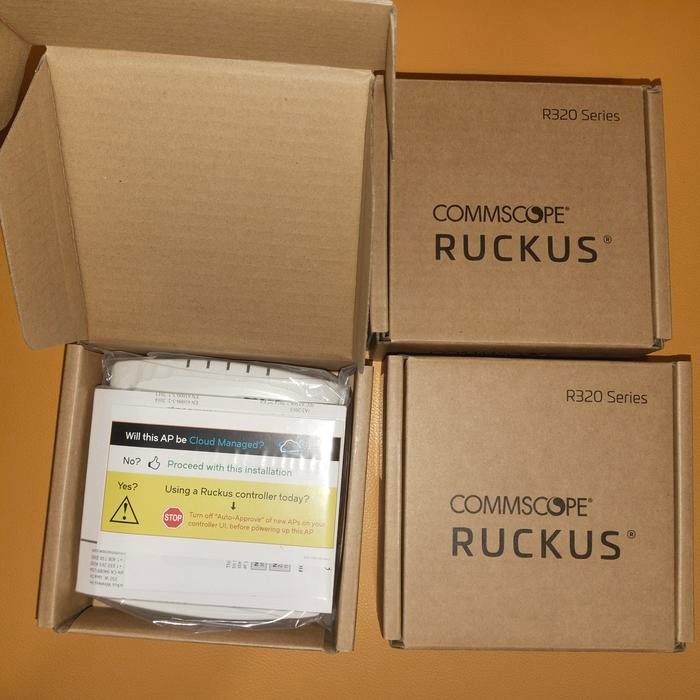 R320 Series
COMMSCOPE®
RUCKUS®
R320 Series
COMMSCOPE®
RUCKUS®
Will this AP be Cloud Managed?
No? Proceed with this installation
Yes? Using a Ruckus controller today?
STOP Turn off "Auto-Approve" of new APs on your
controller UI, before powering up this AP